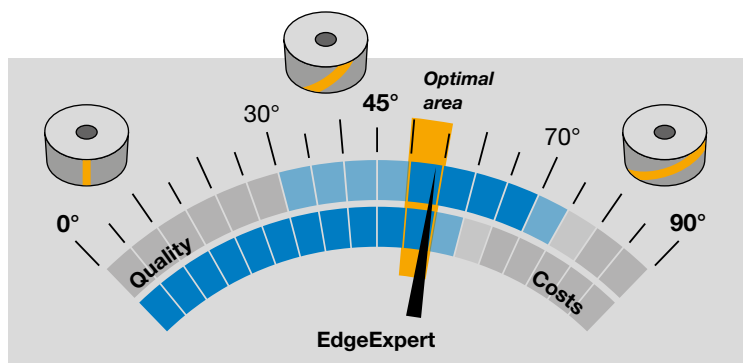 Optimal
area
45°
30°
70°
0°
90°
Quality
Costs
EdgeExpert